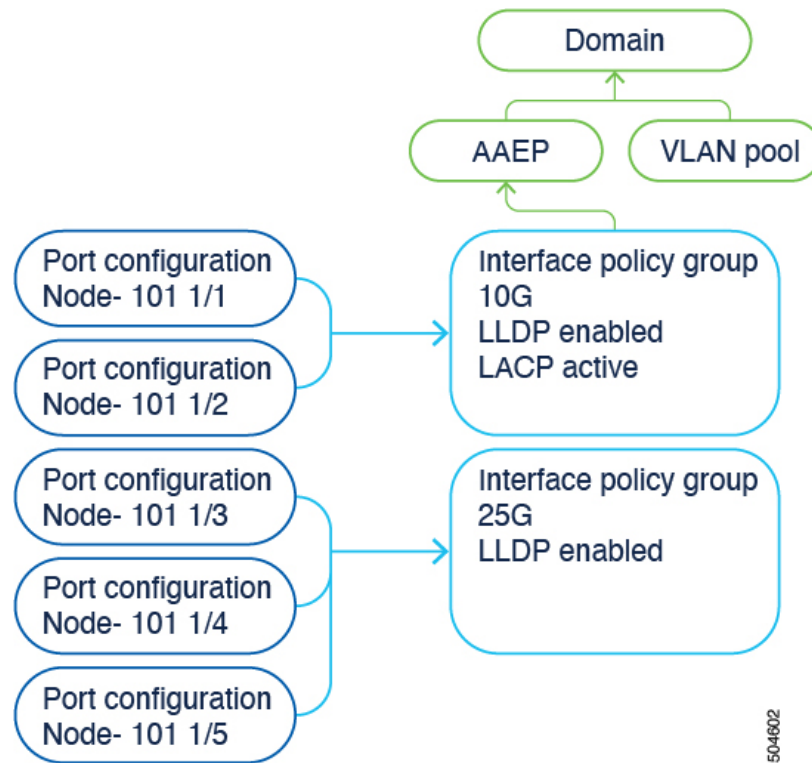 Domain
AAEP
VLAN pool
Port configuration
Node- 101 1/1
Port configuration
Node- 101 1/2
Port configuration
Node- 101 1/3
Port configuration
Node- 101 1/4
Port configuration
Node- 101 1/5
Interface policy group
10G
LLDP enabled
LACP active
Interface policy group
25G
LLDP enabled
504602